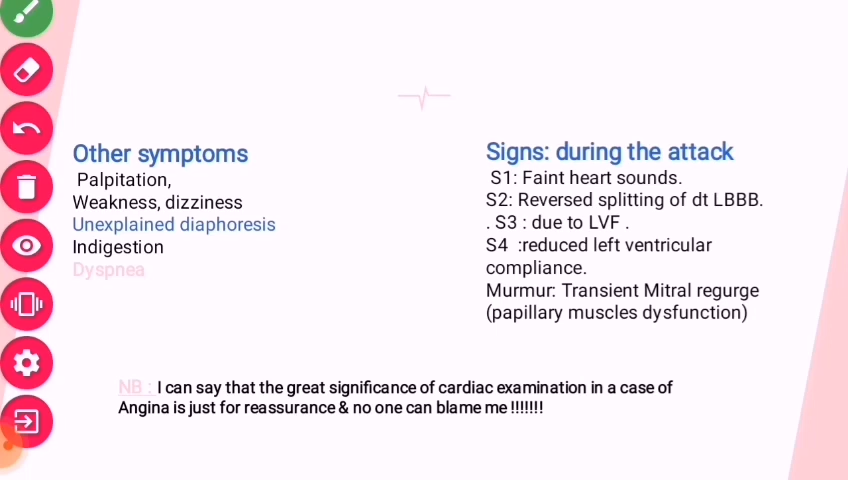 Other symptoms
Palpitation,
Weakness, dizziness
Unexplained diaphoresis
Indigestion
Dyspnea
Signs: during the attack
S1: Faint heart sounds.
S2: Reversed splitting of dt LBBB.
. S3 : due to LVF .
S4 :reduced left ventricular
compliance.
Murmur: Transient Mitral regurge
(papillary muscles dysfunction)
NB : I can say that the great significance of cardiac examination in a case of
Angina is just for reassurance & no one can blame me !!!!!!!